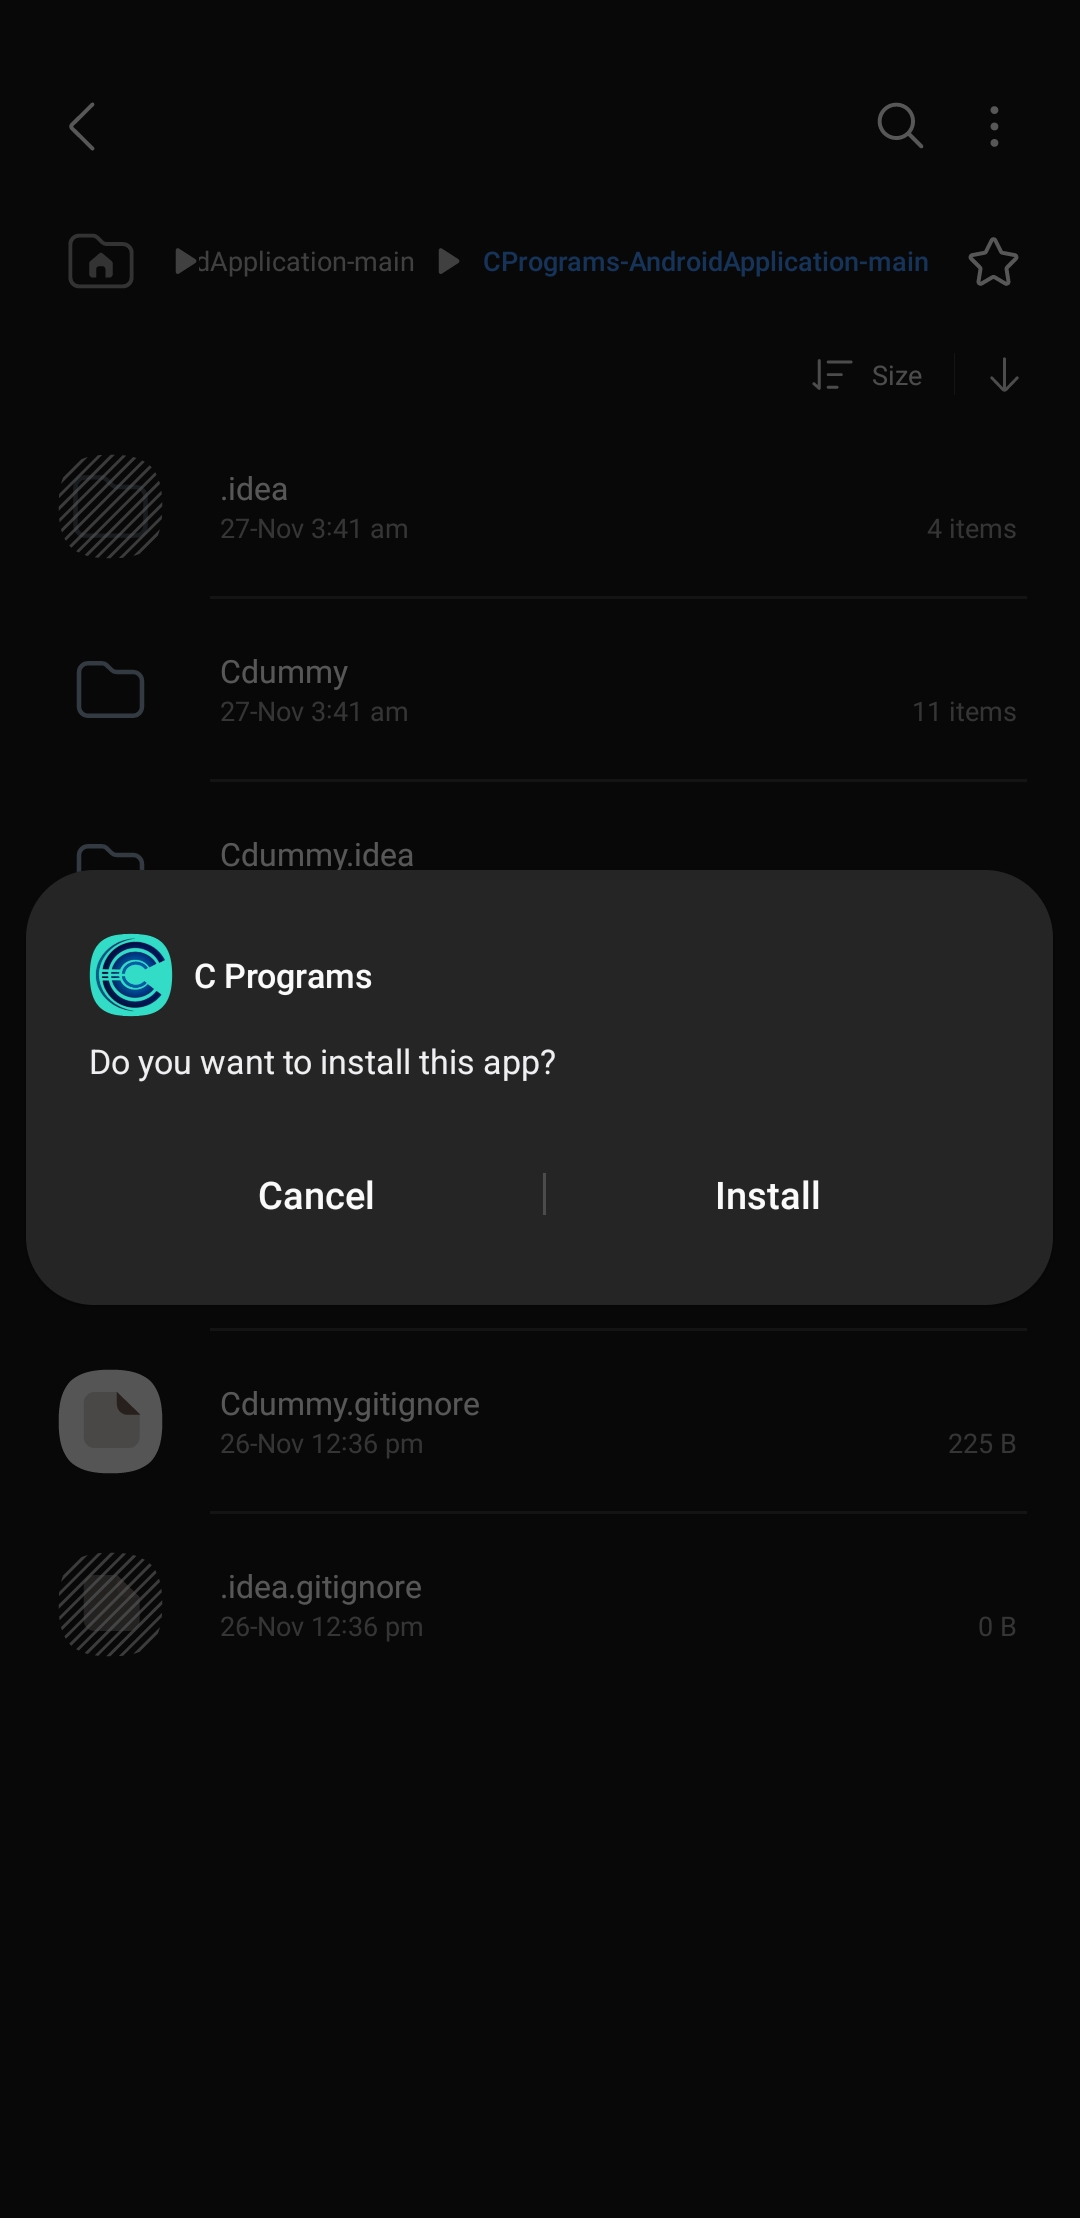 dApplication-main CPrograms-AndroidApplication-main
Size
.idea
27-Nov 3:41 am 4 items
Cdummy
27-Nov 3:41 am 11 items
Cdummy.idea
C Programs
Do you want to install this app?
Cancel Install
Cdummy.gitignore
26-Nov 12:36 pm 225 B
.idea.gitignore
26-Nov 12:36 pm 0 B